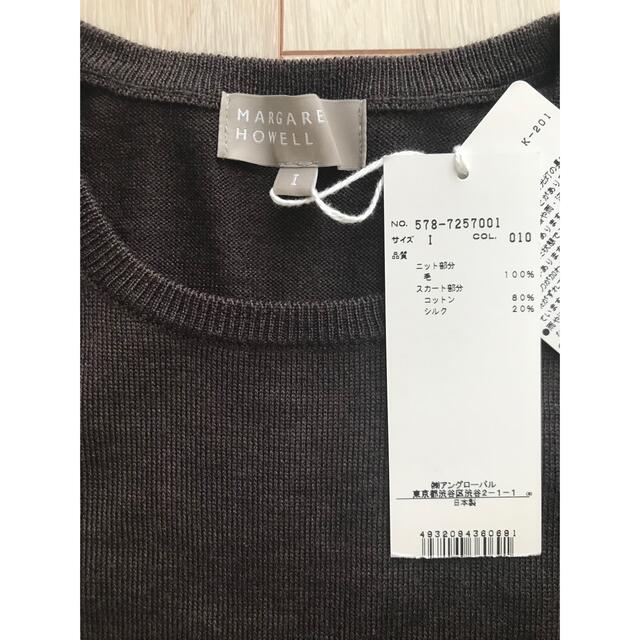 MARGARE
HOWELL
I
K-201
NO. 578-7257001
サイズ I COL. 010
品質
ニット部分
毛 100%
スカート部分
コットン 80%
シルク 20%
㈱アングローバル
東京都渋谷区渋谷2-1-1
日本製
4932094360681